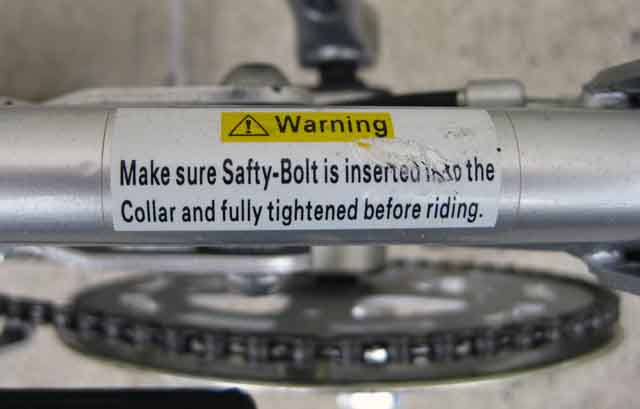 Warning
Make sure Safty-Bolt is inserted into the
Collar and fully tightened before riding.